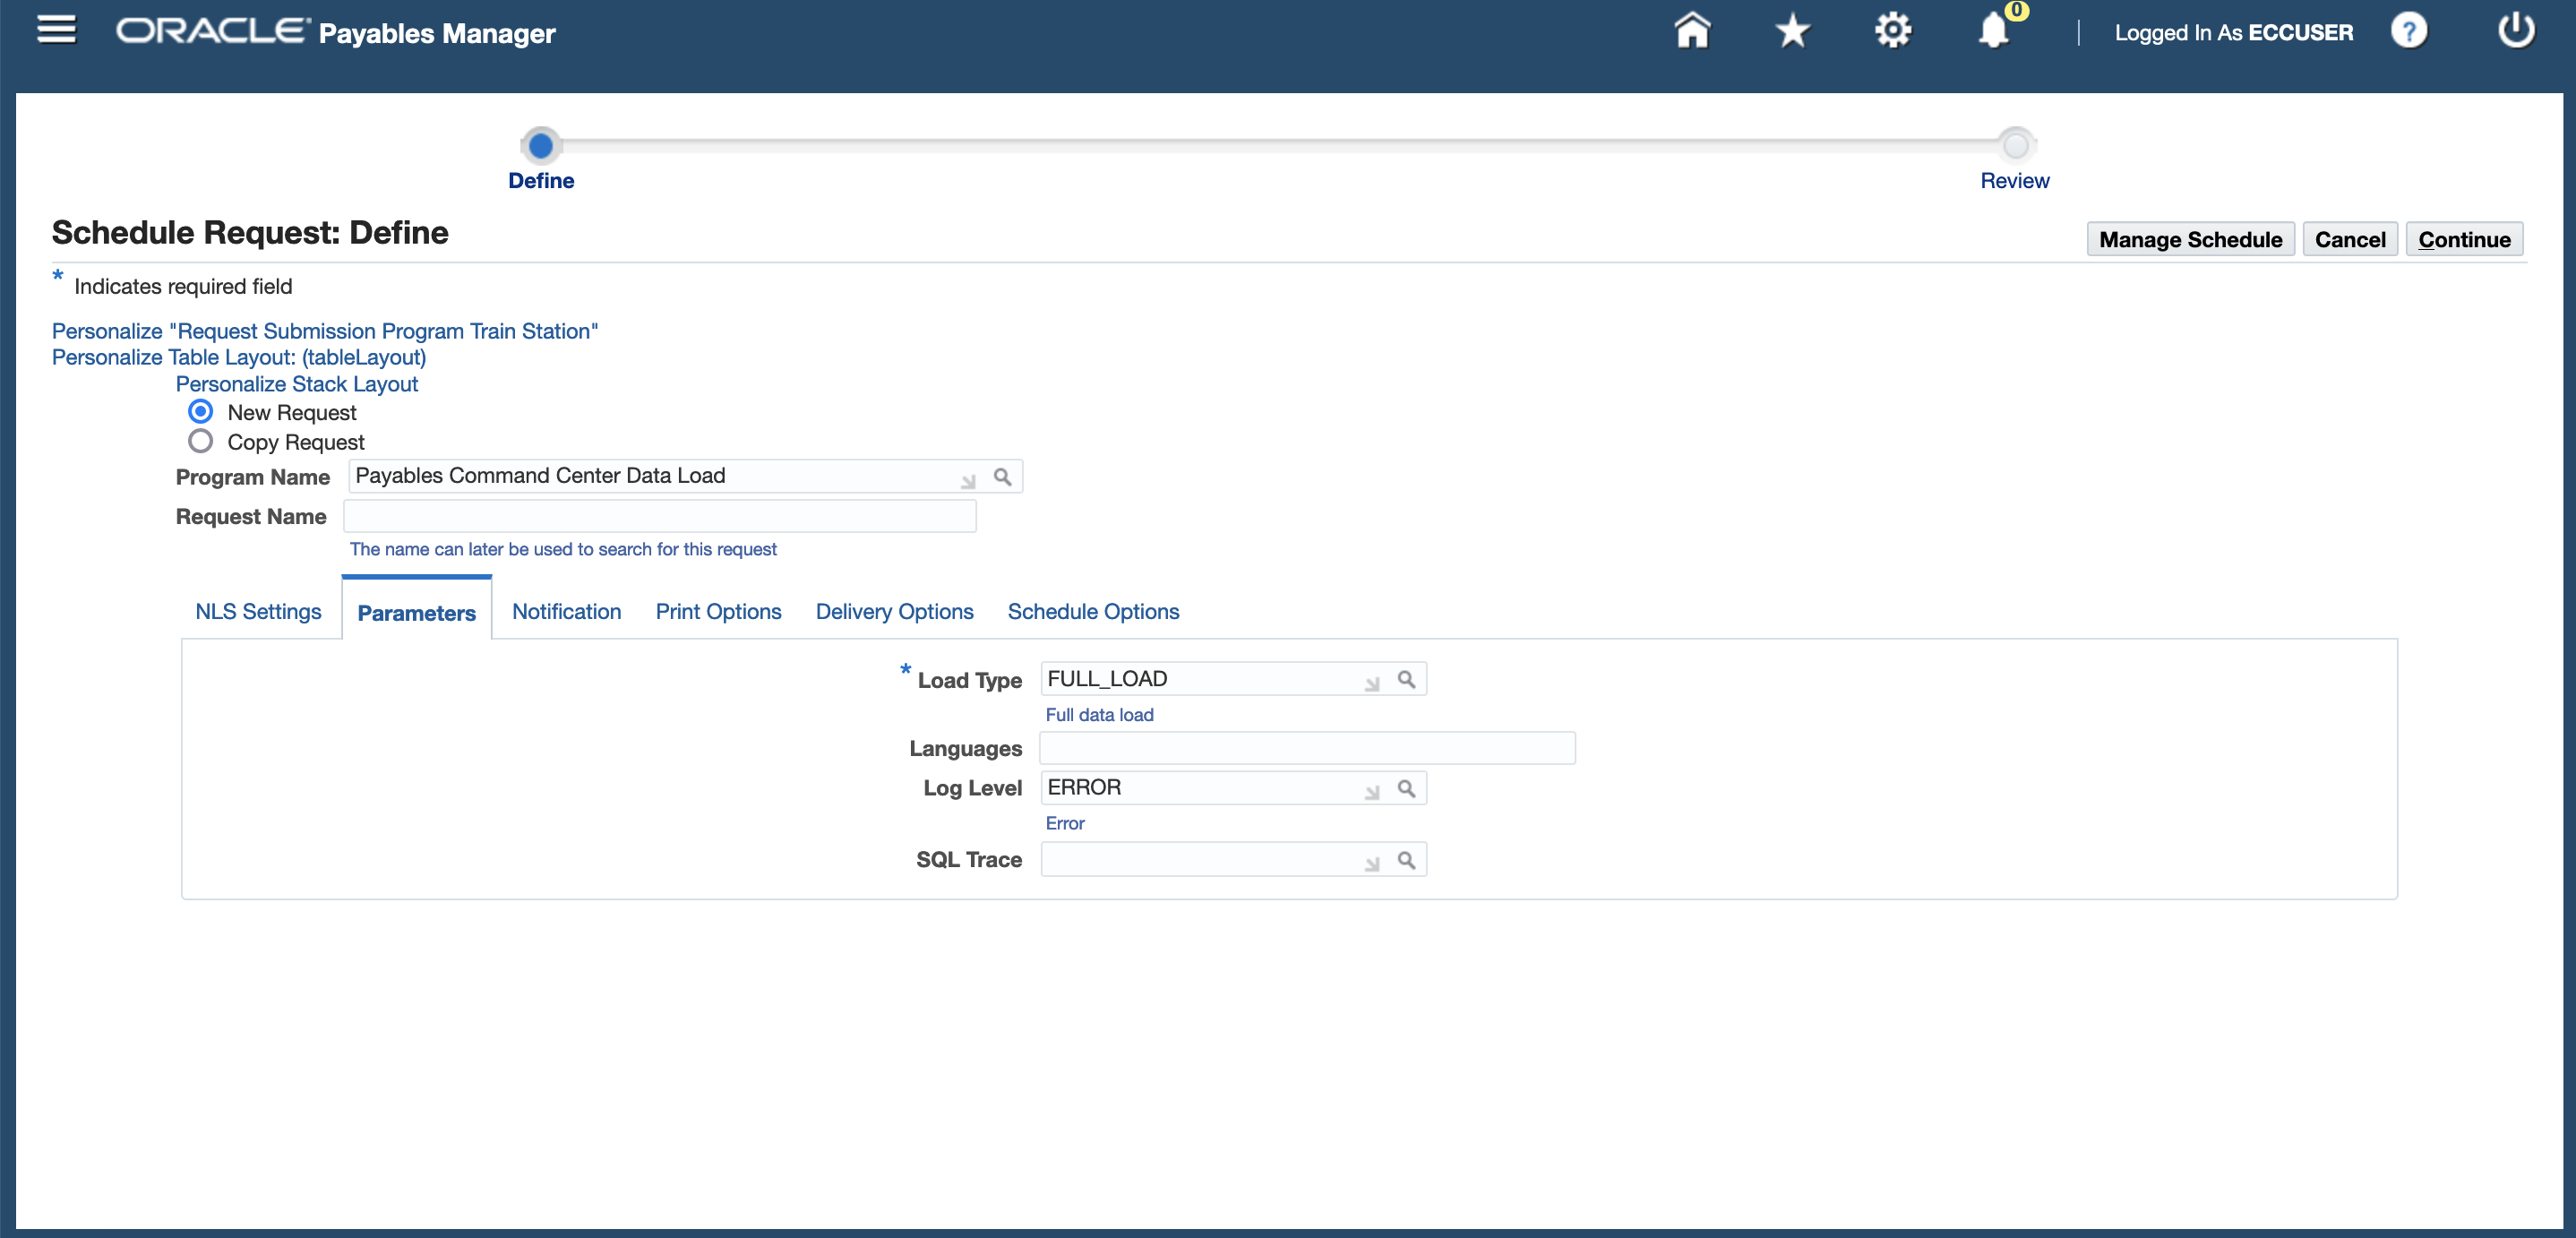 ORACLE Payables Manager
0
Logged In As ECCUSER
?
Define
Review
Schedule Request: Define
Manage Schedule
Cancel
Continue
* Indicates required field
Personalize "Request Submission Program Train Station"
Personalize Table Layout: (tableLayout)
Personalize Stack Layout
New Request
Copy Request
Program Name Payables Command Center Data Load
Request Name
The name can later be used to search for this request
NLS Settings Parameters Notification Print Options Delivery Options Schedule Options
* Load Type FULL_LOAD
Full data load
Languages
Log Level ERROR
Error
SQL Trace